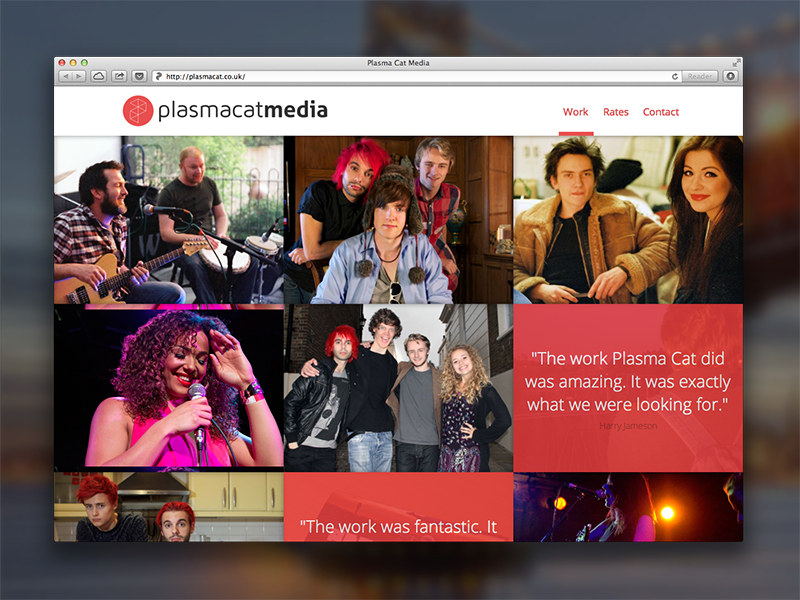 Plasma Cat Media
http://plasmacat.co.uk/
Reader
plasmacatmedia
Work Rates Contact
"The work Plasma Cat did
was amazing. It was exactly
what we were looking for."
Harry Jameson
"The work was fantastic. It